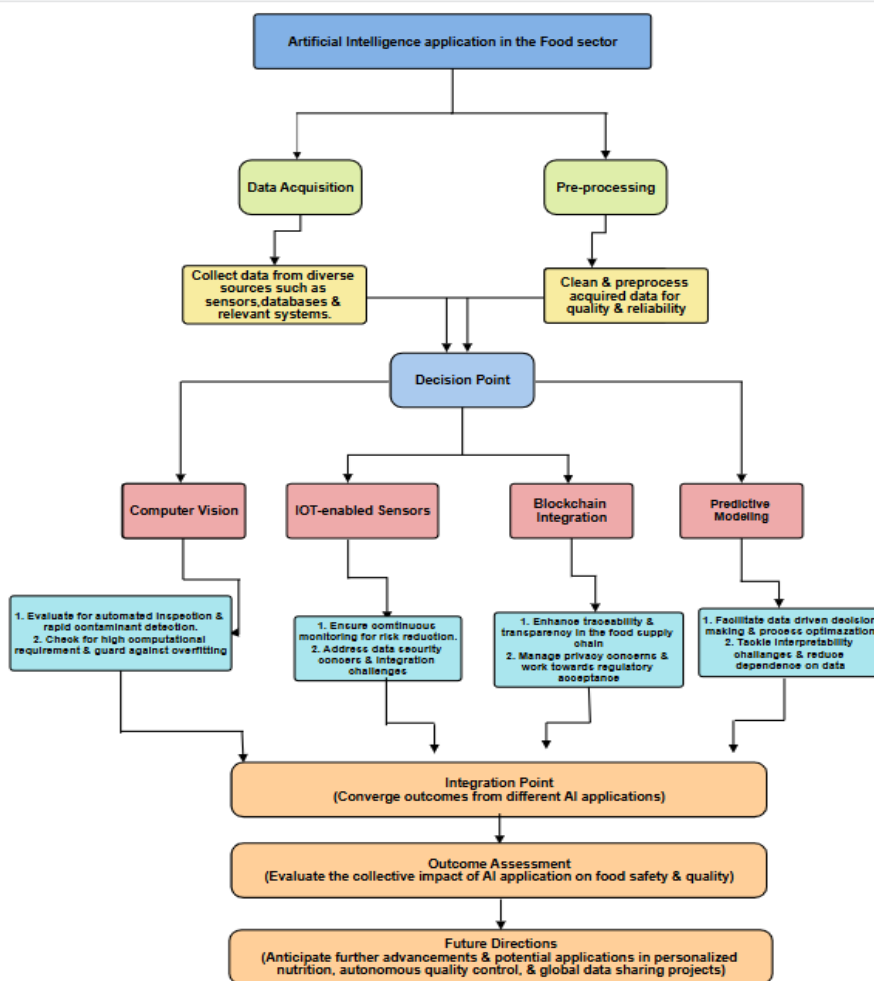 Artificial Intelligence application in the Food sector
Data Acquisition
Pre-processing
Collect data from diverse
sources such as
sensors,databases &
relevant systems.
Clean & preprocess
acquired data for
quality & reliability
Decision Point
Computer Vision
IOT-enabled Sensors
Blockchain
Integration
Predictive
Modeling
1. Evaluate for automated inspection &
rapid contaminant detection.
2. Check for high computational
requirement & guard against overfitting
1. Ensure comtinuous
monitoring for risk reduction.
2. Address data security
concers & integration
challenges
1. Enhance traceability &
transparency in the food supply
chain
2. Manage privacy concerns &
work towards regulatory
acceptance
1. Facilitate data driven decision
making & process optimazation
2. Tackle interpretability
challanges & reduce
dependence on data
Integration Point
(Converge outcomes from different AI applications)
Outcome Assessment
(Evaluate the collective impact of AI application on food safety & quality)
Future Directions
(Anticipate further advancements & potential applications in personalized
nutrition, autonomous quality control, & global data sharing projects)